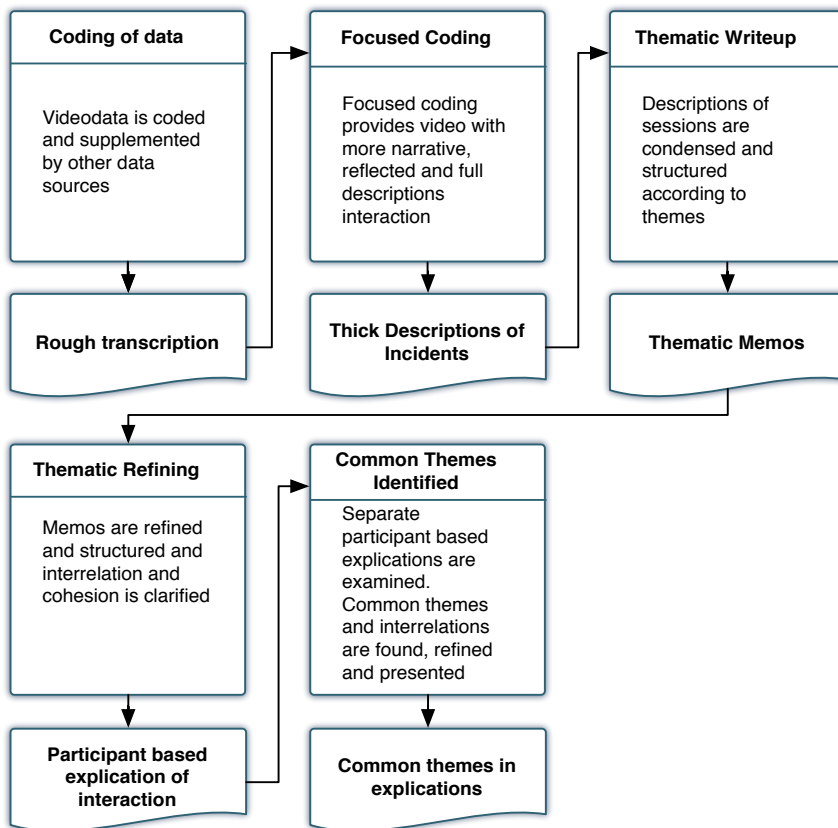 Coding of data
Videodata is coded
and supplemented
by other data
sources
Rough transcription
Focused Coding
Focused coding
provides video with
more narrative,
reflected and full
descriptions
interaction
Thick Descriptions of
Incidents
Thematic Writeup
Descriptions of
sessions are
condensed and
structured
according to
themes
Thematic Memos
Thematic Refining
Memos are refined
and structured and
interrelation and
cohesion is clarified
Participant based
explication of
interaction
Common Themes
Identified
Separate
participant based
explications are
examined.
Common themes
and interrelations
are found, refined
and presented
Common themes in
explications